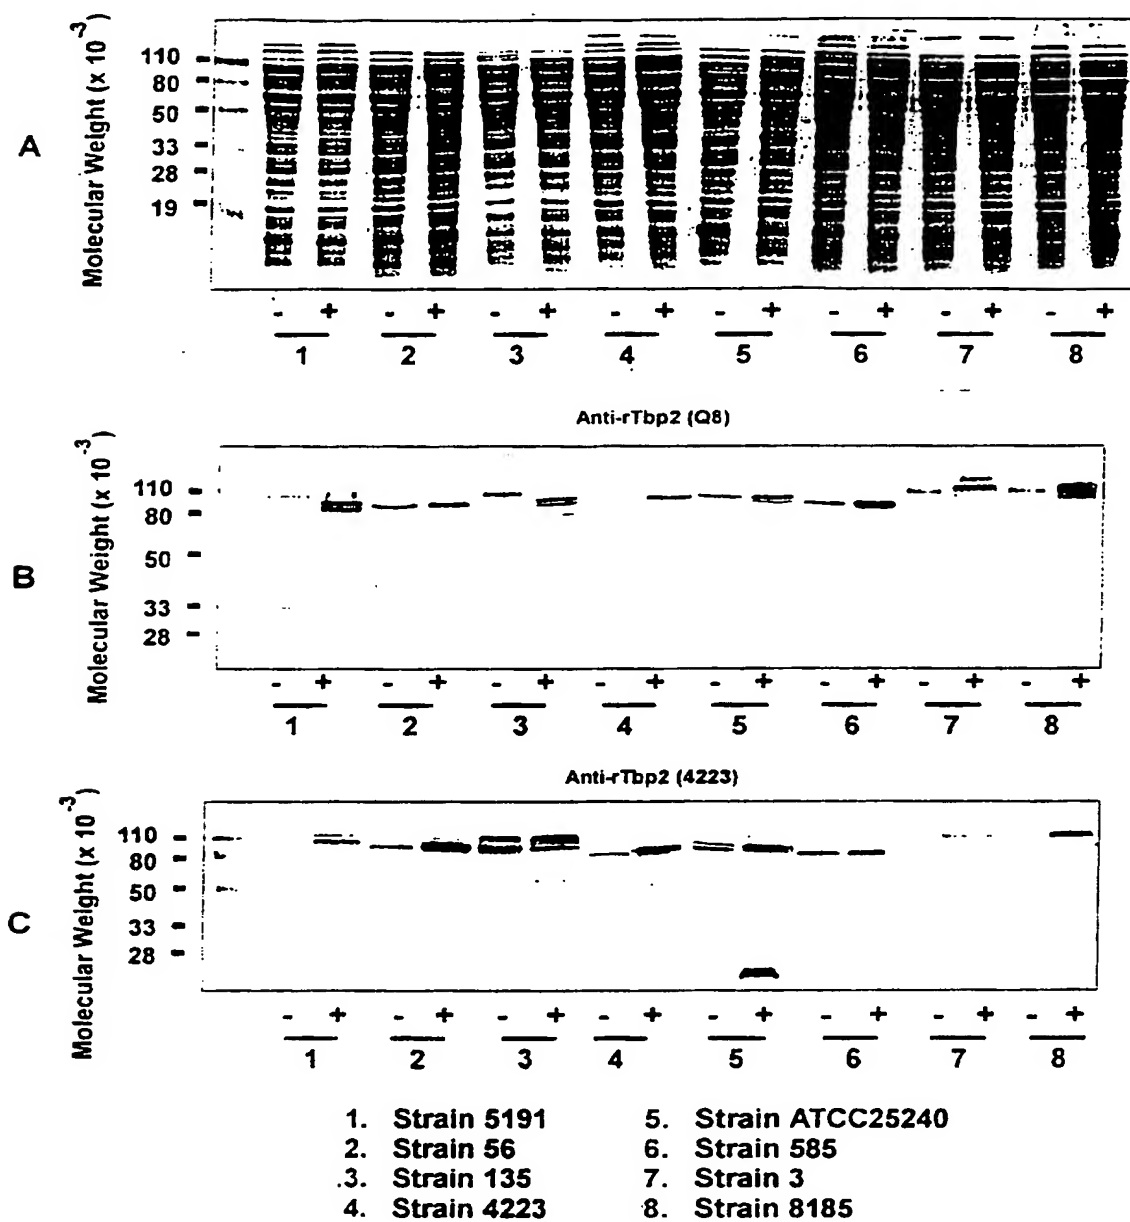 A
Molecular Weight (x 10-3)
110
80
50
33
28
19
- + - + - + - + - + - + - + - +
1 2 3 4 5 6 7 8
Anti-rTbp2 (Q8)
B
Molecular Weight (x 10-3)
110
80
50
33
28
- + - + - + - + - + - + - + - +
1 2 3 4 5 6 7 8
Anti-rTbp2 (4223)
C
Molecular Weight (x 10-3)
110
80
50
33
28
- + - + - + - + - + - + - + - +
1 2 3 4 5 6 7 8
1. Strain 5191
2. Strain 56
3. Strain 135
4. Strain 4223
5. Strain ATCC25240
6. Strain 585
7. Strain 3
8. Strain 8185